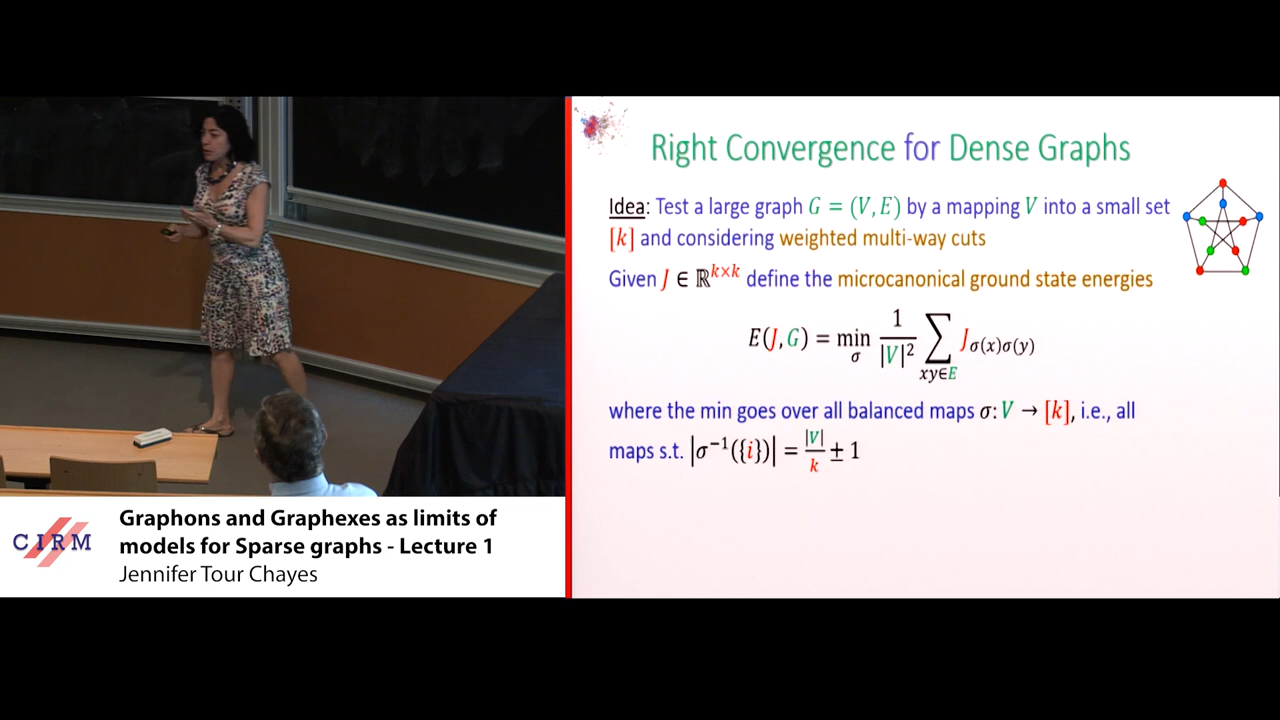 Right Convergence for Dense Graphs
Idea: Test a large graph G = (V, E) by a mapping V into a small set
[k] and considering weighted multi-way cuts
Given J ∈ ℝ^{k×k} define the microcanonical ground state energies
E(J, G) = min_σ 1/|V|² ∑_{xy∈E} J_{σ(x)σ(y)}
where the min goes over all balanced maps σ: V → [k], i.e., all
maps s.t. |σ⁻¹({i})| = |V|/k ± 1
CIRM
Graphons and Graphexes as limits of
models for Sparse graphs - Lecture 1
Jennifer Tour Chayes